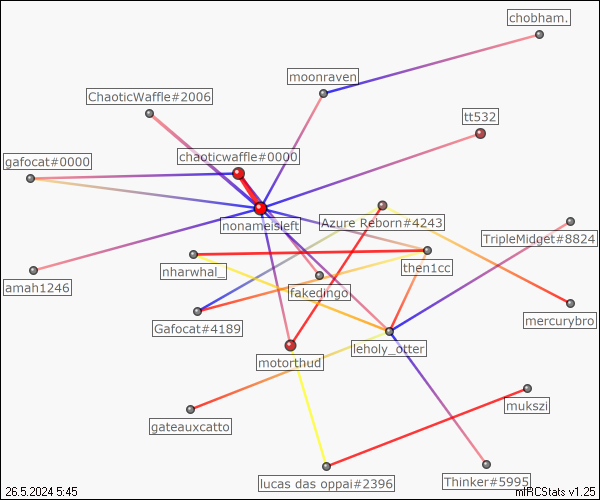 chobham.
moonraven
ChaoticWaffle#2006
tt532
chaoticwaffle#0000
gafocat#0000
nonameisleft
Azure Reborn#4243
TripleMidget#8824
then1cc
nharwhal_
amah1246
fakedingo
Gafocat#4189
mercurybro
leholy_otter
motorthud
mukszi
gateauxcatto
lucas das oppai#2396
Thinker#5995
26.5.2024 5:45
mIRCStats v1.25